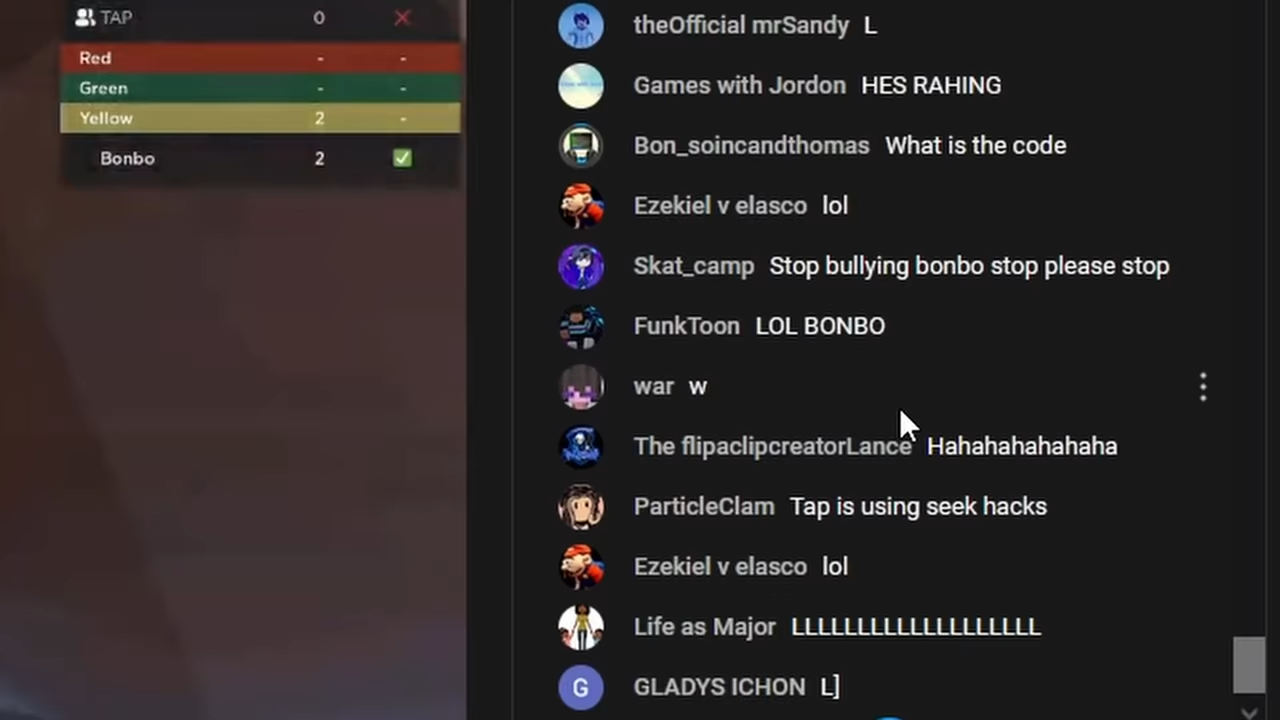 TAP 0
Red - -
Green - -
Yellow 2 -
Bonbo 2
theOfficial mrSandy L
Games with Jordon HES RAHING
Bon_soincandthomas What is the code
Ezekiel v elasco lol
Skat_camp Stop bullying bonbo stop please stop
FunkToon LOL BONBO
war w
The flipaclipcreatorLance Hahahahahahaha
ParticleClam Tap is using seek hacks
Ezekiel v elasco lol
Life as Major LLLLLLLLLLLLLLLLLLL
G GLADYS ICHON L]